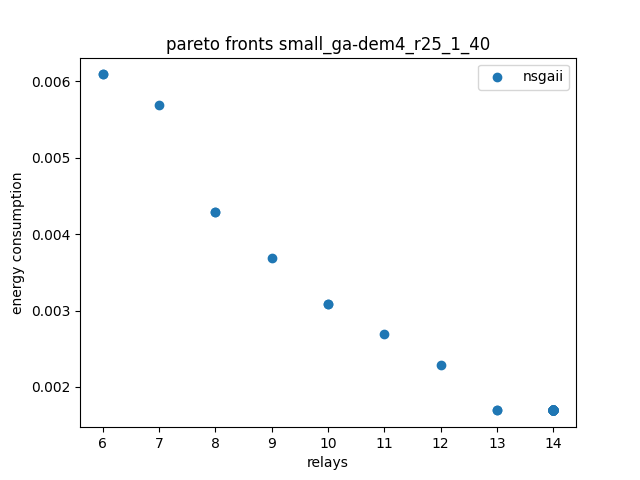 pareto fronts small_ga-dem4_r25_1_40
nsgaii
0.006
0.005
0.004
0.003
0.002
energy consumption
6 7 8 9 10 11 12 13 14
relays